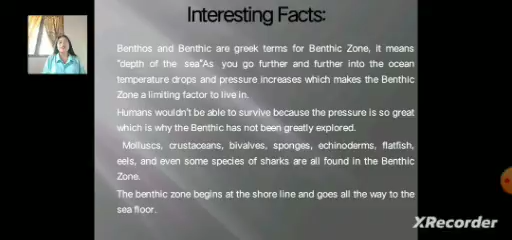 Interesting Facts:
Benthos and Benthic are greek terms for Benthic Zone, it means
"depth of the sea"As you go further and further into the ocean
temperature drops and pressure increases which makes the Benthic
Zone a limiting factor to live in.
Humans wouldn't be able to survive because the pressure is so great
which is why the Benthic has not been greatly explored.
Molluscs, crustaceans, bivalves, sponges, echinoderms, flatfish,
eels, and even some species of sharks are all found in the Benthic
Zone.
The benthic zone begins at the shore line and goes all the way to the
sea floor.
XRecorder